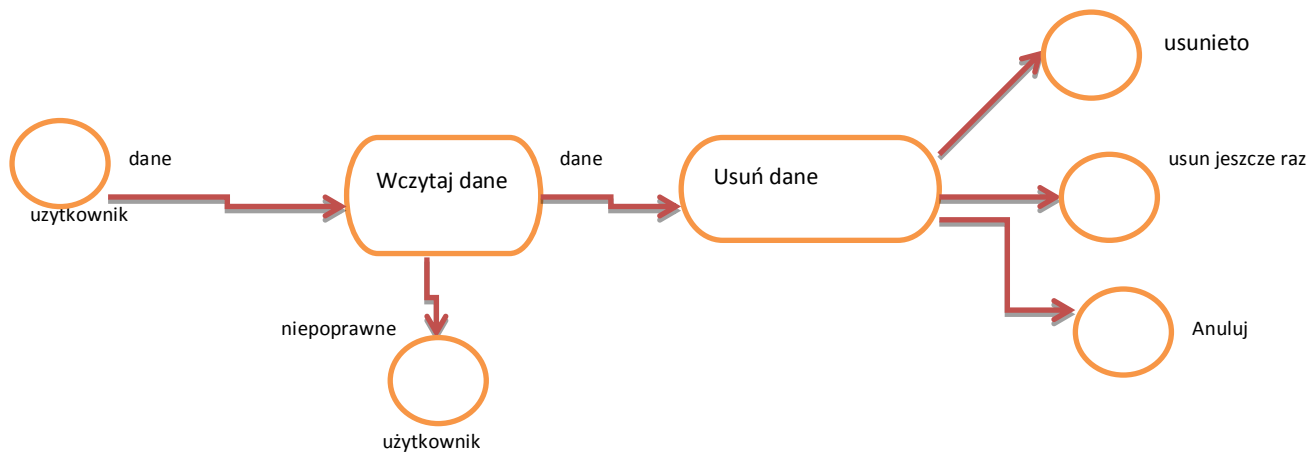 usunieto
dane
dane
usun jeszcze raz
Wczytaj dane
Usuń dane
uzytkownik
niepoprawne
Anuluj
użytkownik